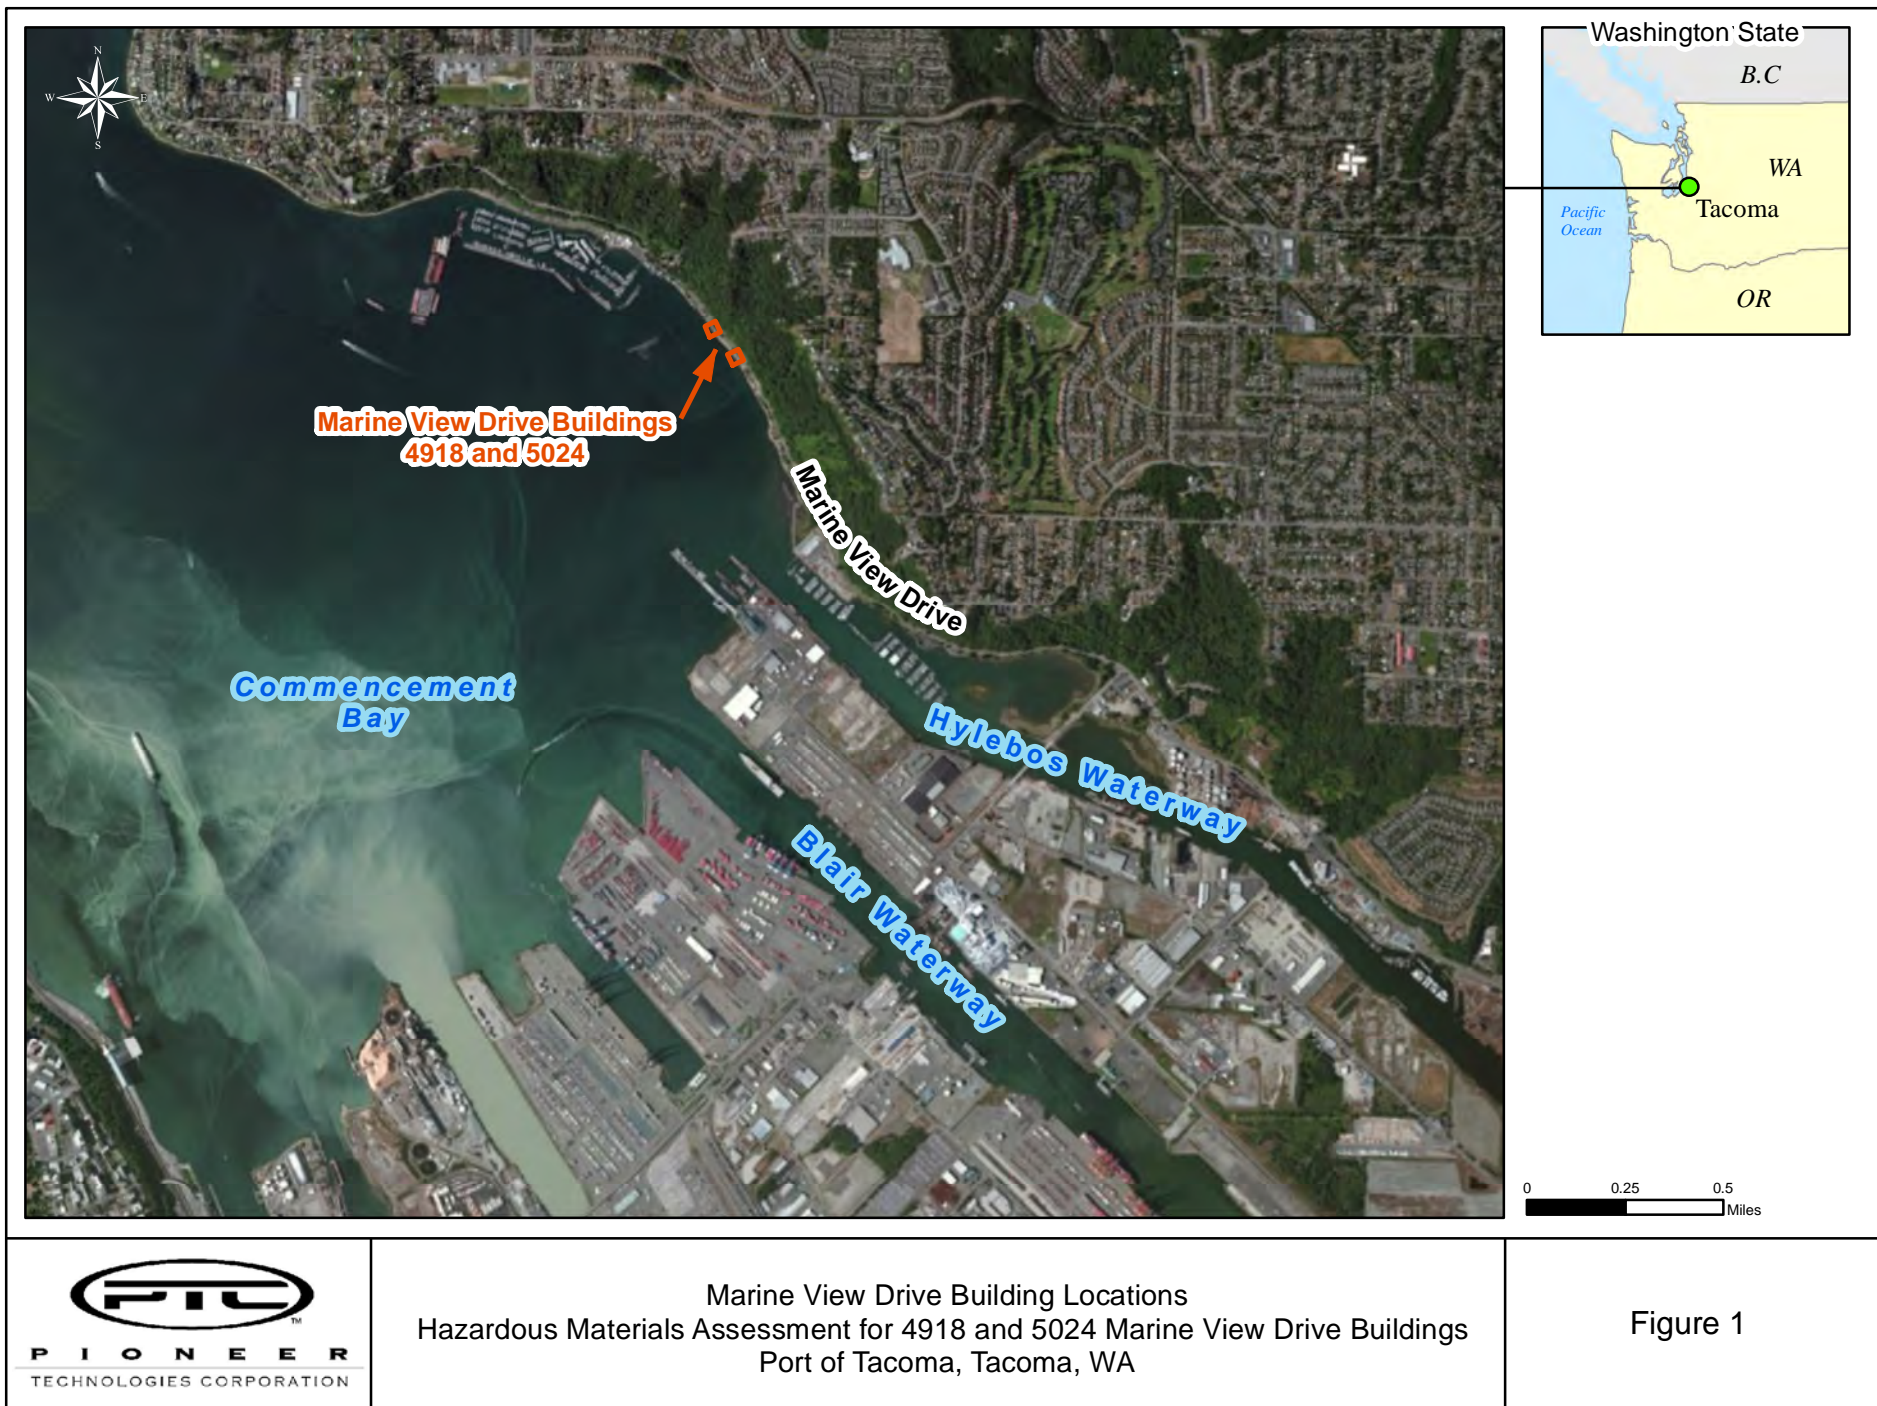 N
W
E
S
Marine View Drive Buildings
4918 and 5024
Marine View Drive
Commencement
Bay
Hylebos Waterway
Blair Waterway
Washington State
B.C
WA
Tacoma
Pacific
Ocean
OR
0 0.25 0.5
Miles
PTC
TM
PIONEER
TECHNOLOGIES CORPORATION
Marine View Drive Building Locations
Hazardous Materials Assessment for 4918 and 5024 Marine View Drive Buildings
Port of Tacoma, Tacoma, WA
Figure 1